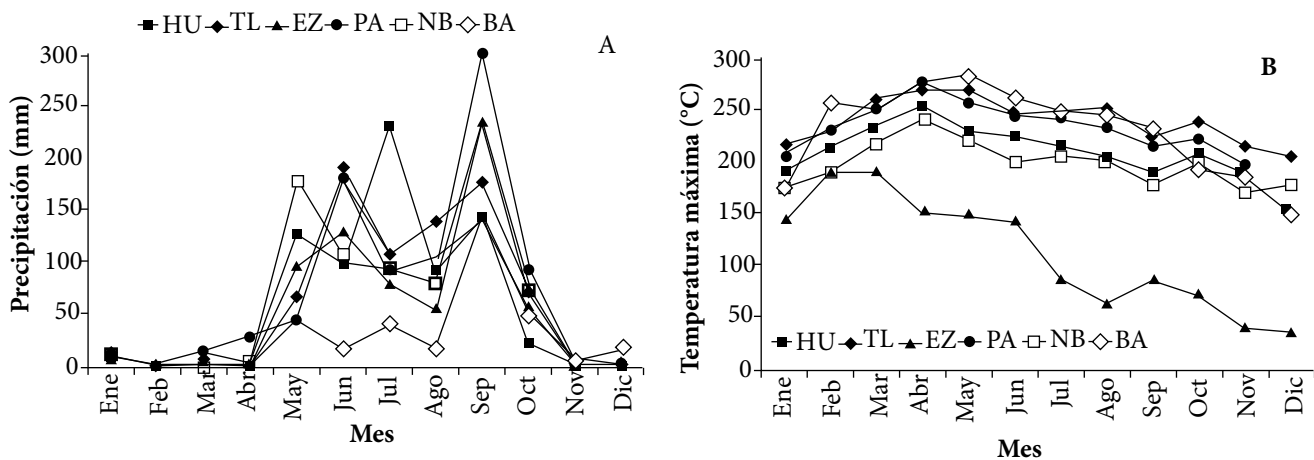 HU TL EZ PA NB BA
A
Precipitación (mm)
300
250
200
150
100
50
0
Ene Feb Mar Abr May Jun Jul Ago Sep Oct Nov Dic
Mes
B
Temperatura máxima (°C)
300
250
200
150
100
50
0
HU TL EZ PA NB BA
Ene Feb Mar Abr May Jun Jul Ago Sep Oct Nov Dic
Mes